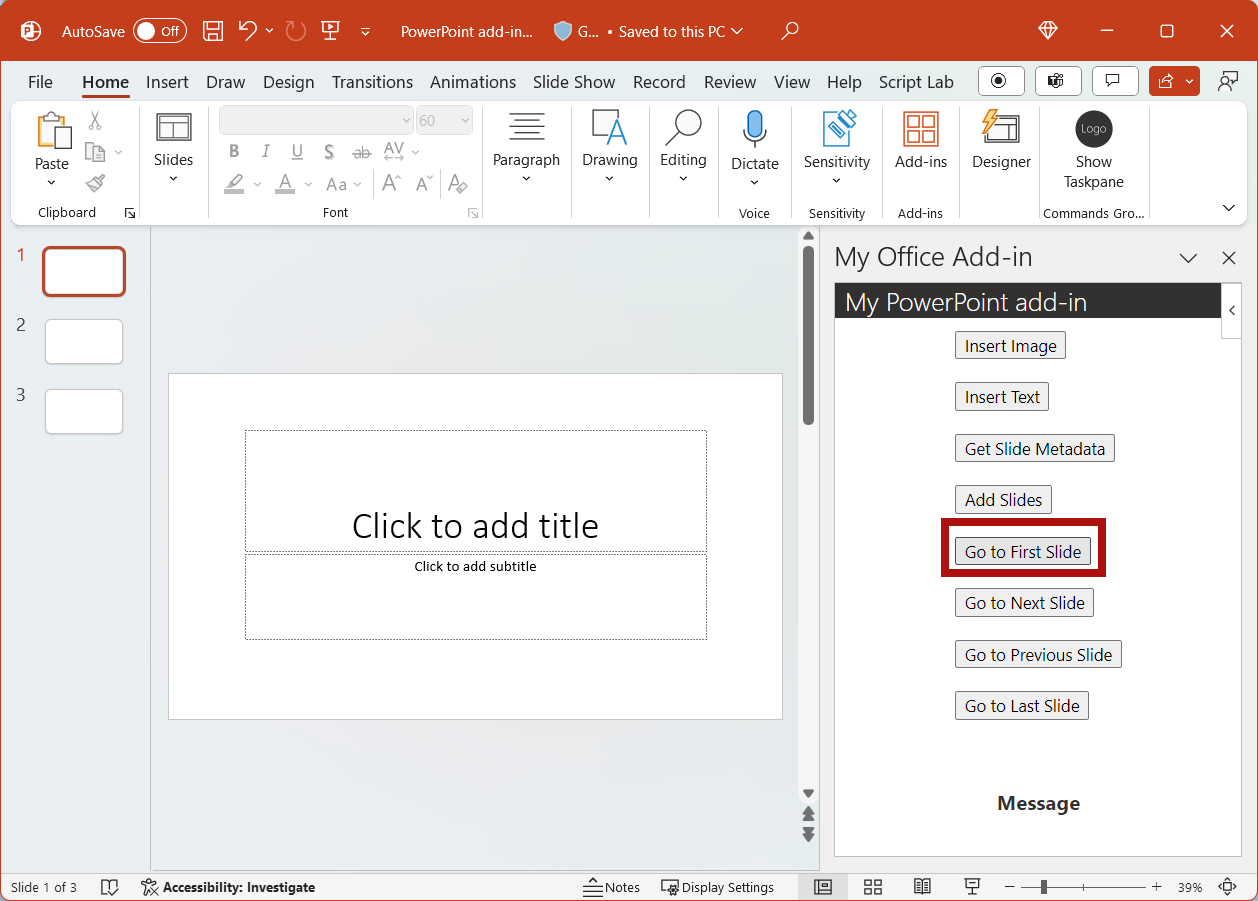 AutoSave Off PowerPoint add-in... G... • Saved to this PC
File Home Insert Draw Design Transitions Animations Slide Show Record Review View Help Script Lab
60
Paste Slides B I U S ab AV Paragraph Drawing Editing Dictate Sensitivity Add-ins Designer Logo Show Taskpane
A Aa A A A
Clipboard Font Voice Sensitivity Add-ins Commands Gro...
1
2
3
Click to add title
Click to add subtitle
My Office Add-in
My PowerPoint add-in
Insert Image
Insert Text
Get Slide Metadata
Add Slides
Go to First Slide
Go to Next Slide
Go to Previous Slide
Go to Last Slide
Message
Slide 1 of 3 Accessibility: Investigate Notes Display Settings 39%